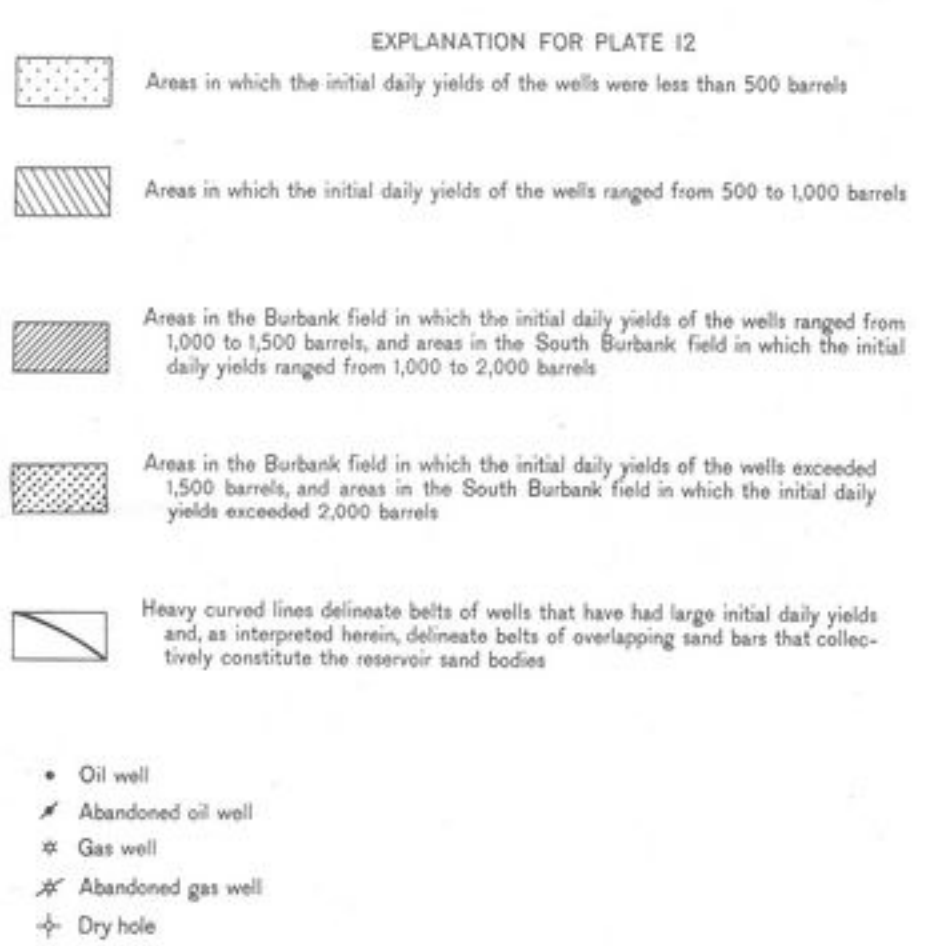 EXPLANATION FOR PLATE 12
Areas in which the initial daily yields of the wells were less than 500 barrels
Areas in which the initial daily yields of the wells ranged from 500 to 1,000 barrels
Areas in the Burbank field in which the initial daily yields of the wells ranged from
1,000 to 1,500 barrels, and areas in the South Burbank field in which the initial
daily yields ranged from 1,000 to 2,000 barrels
Areas in the Burbank field in which the initial daily yields of the wells exceeded
1,500 barrels, and areas in the South Burbank field in which the initial daily
yields exceeded 2,000 barrels
Heavy curved lines delineate belts of wells that have had large initial daily yields
and, as interpreted herein, delineate belts of overlapping sand bars that collec-
tively constitute the reservoir sand bodies
Oil well
Abandoned oil well
Gas well
Abandoned gas well
Dry hole